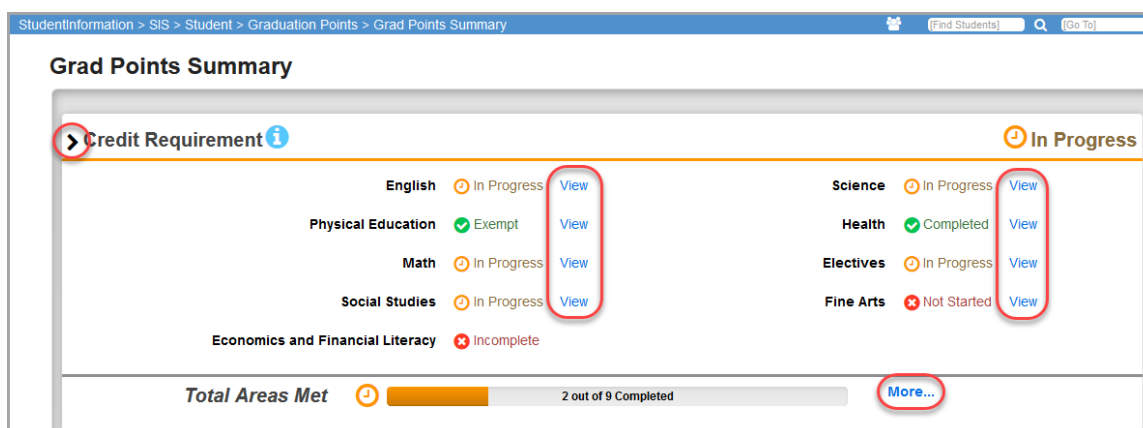 StudentInformation > SIS > Student > Graduation Points > Grad Points Summary [Find Students] [Go To]
Grad Points Summary
Credit Requirement i In Progress
English In Progress View Science In Progress View
Physical Education Exempt View Health Completed View
Math In Progress View Electives In Progress View
Social Studies In Progress View Fine Arts Not Started View
Economics and Financial Literacy Incomplete
Total Areas Met 2 out of 9 Completed More...